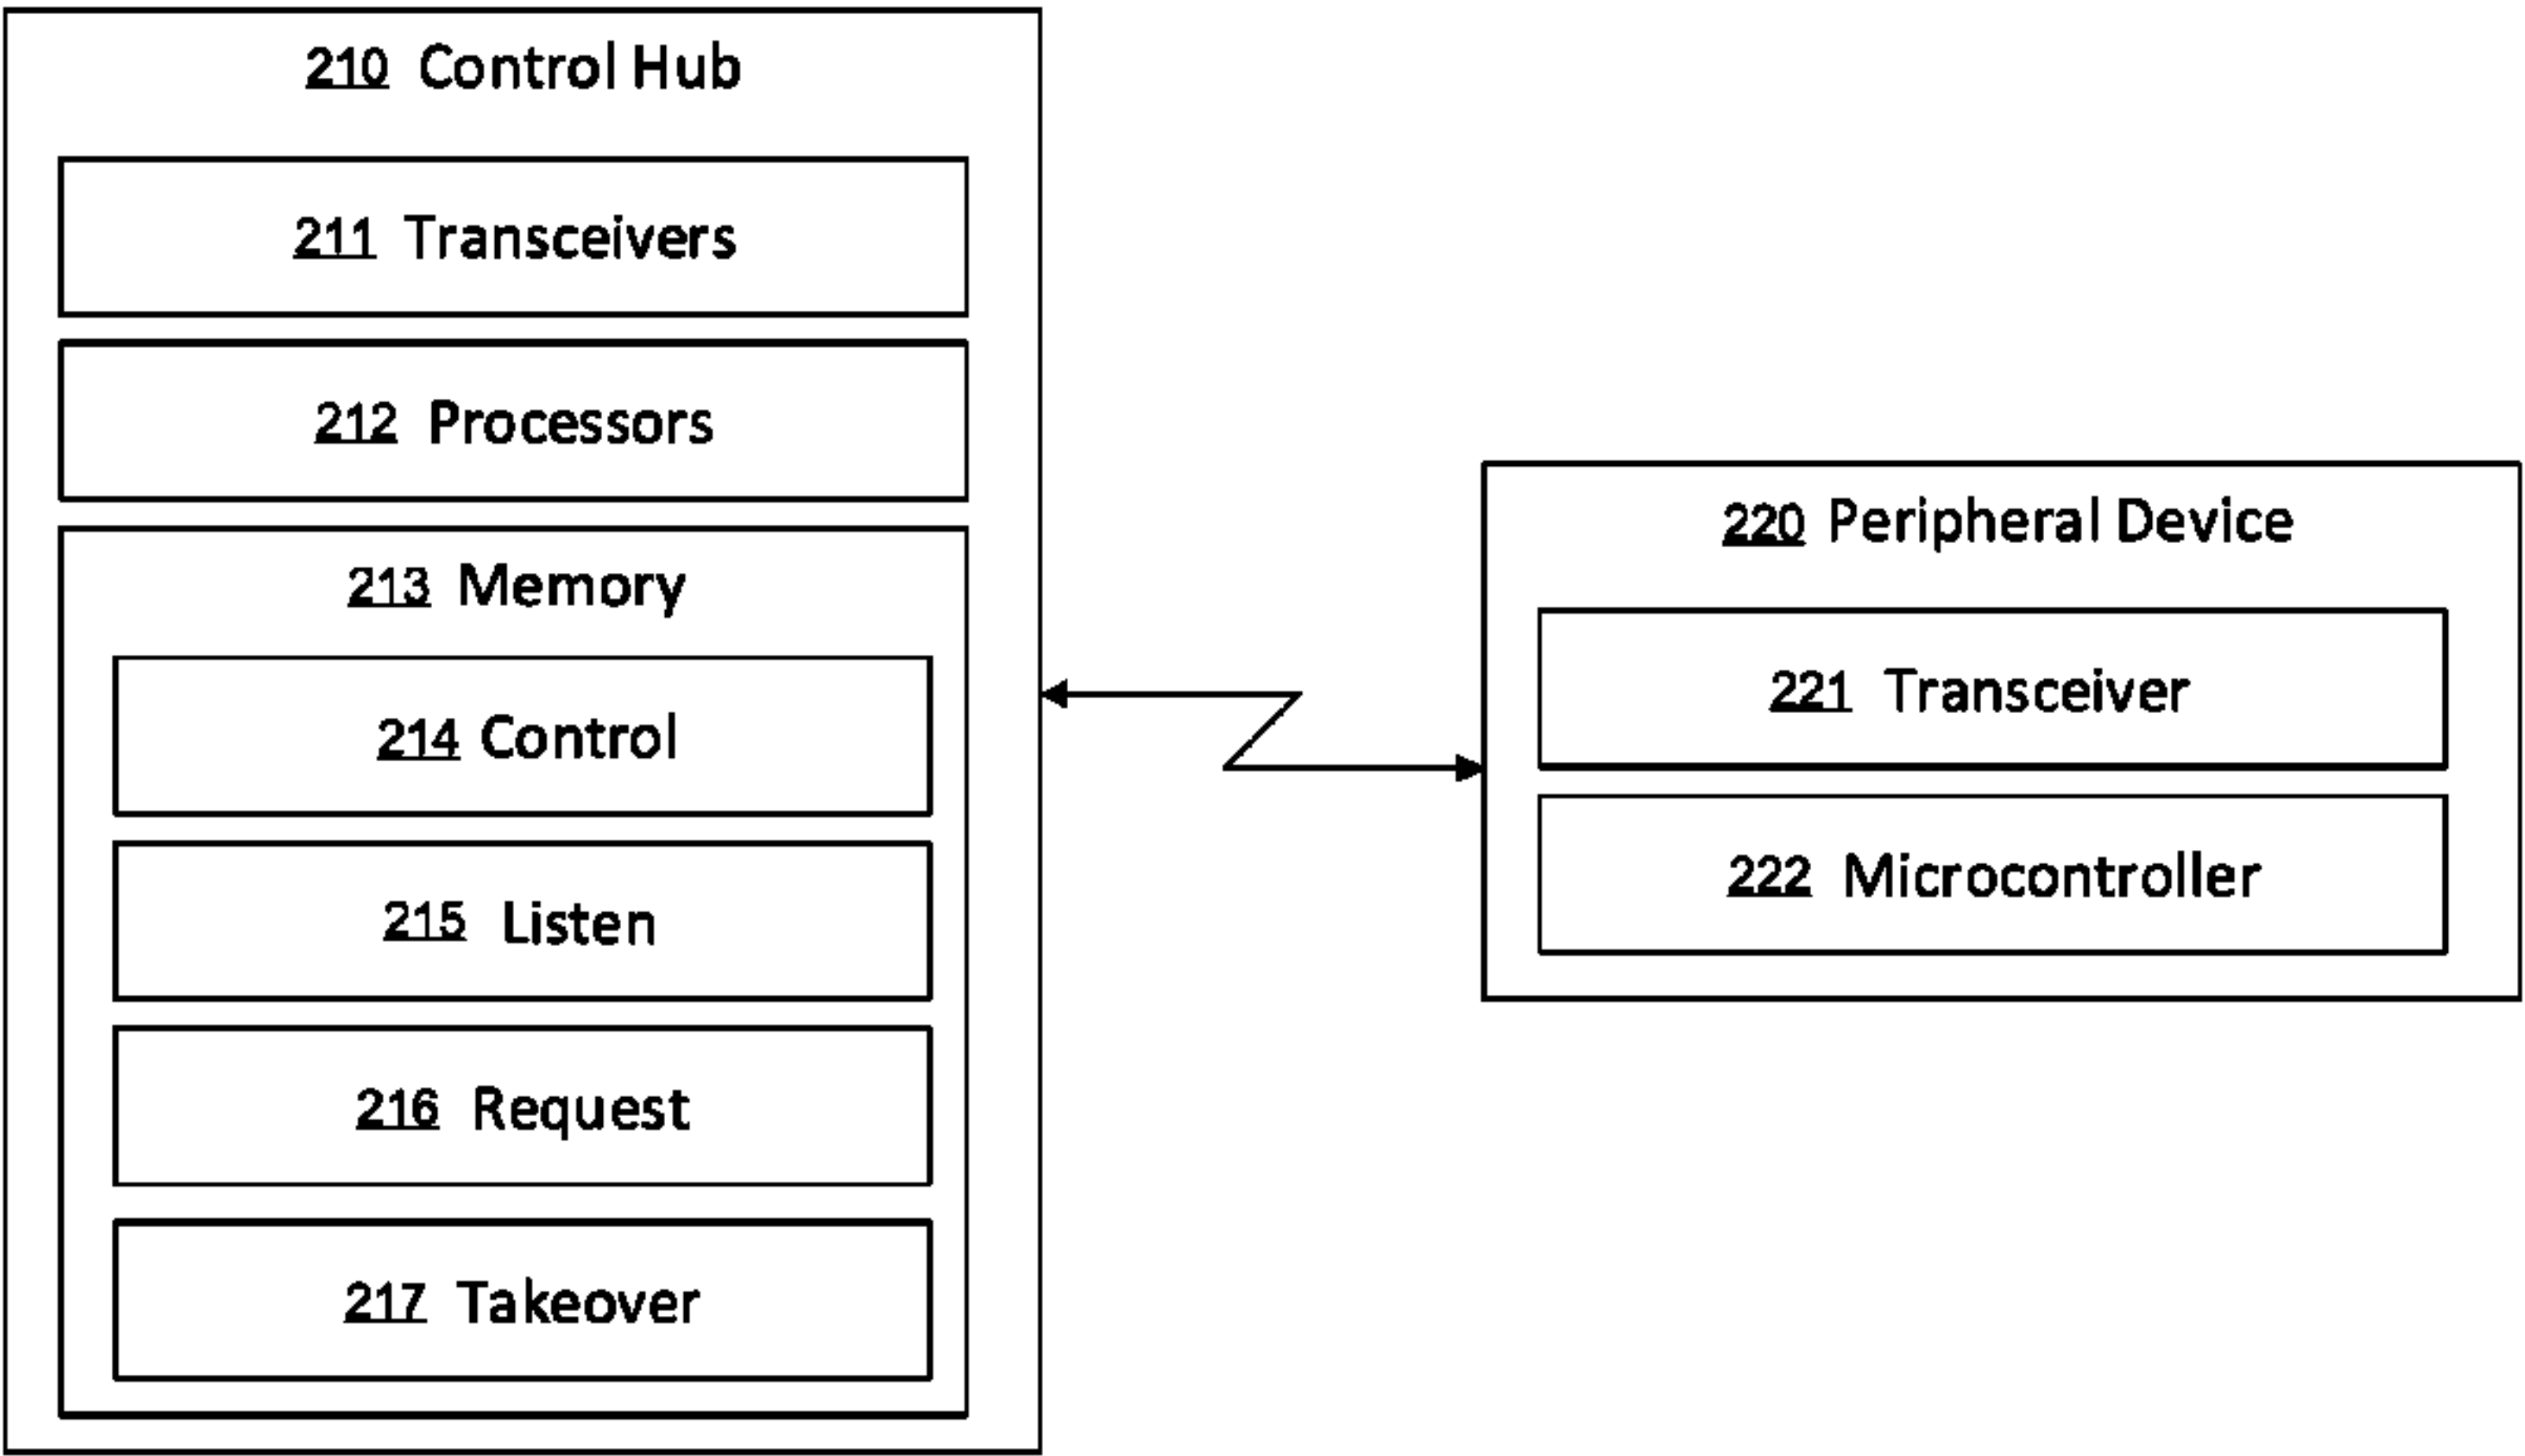 210 Control Hub
211 Transceivers
212 Processors
213 Memory
214 Control
215 Listen
216 Request
217 Takeover
220 Peripheral Device
221 Transceiver
222 Microcontroller